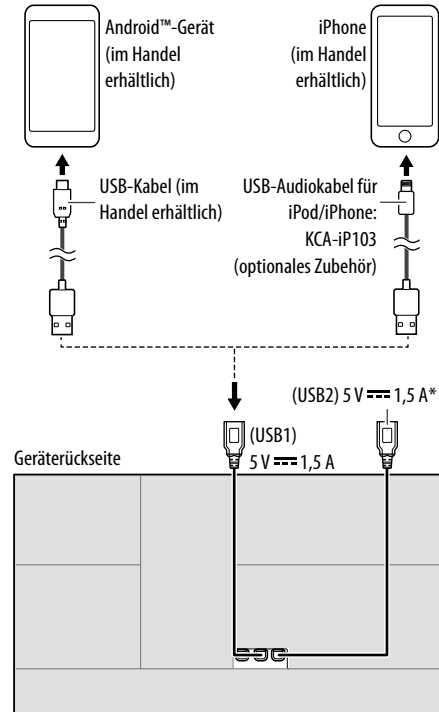 Android™-Gerät
(im Handel
erhältlich)
iPhone
(im Handel
erhältlich)
USB-Kabel (im
Handel erhältlich)
USB-Audiokabel für
iPod/iPhone:
KCA-iP103
(optionales Zubehör)
(USB2) 5 V ⎓ 1,5 A*
(USB1)
5 V ⎓ 1,5 A
Geräterückseite